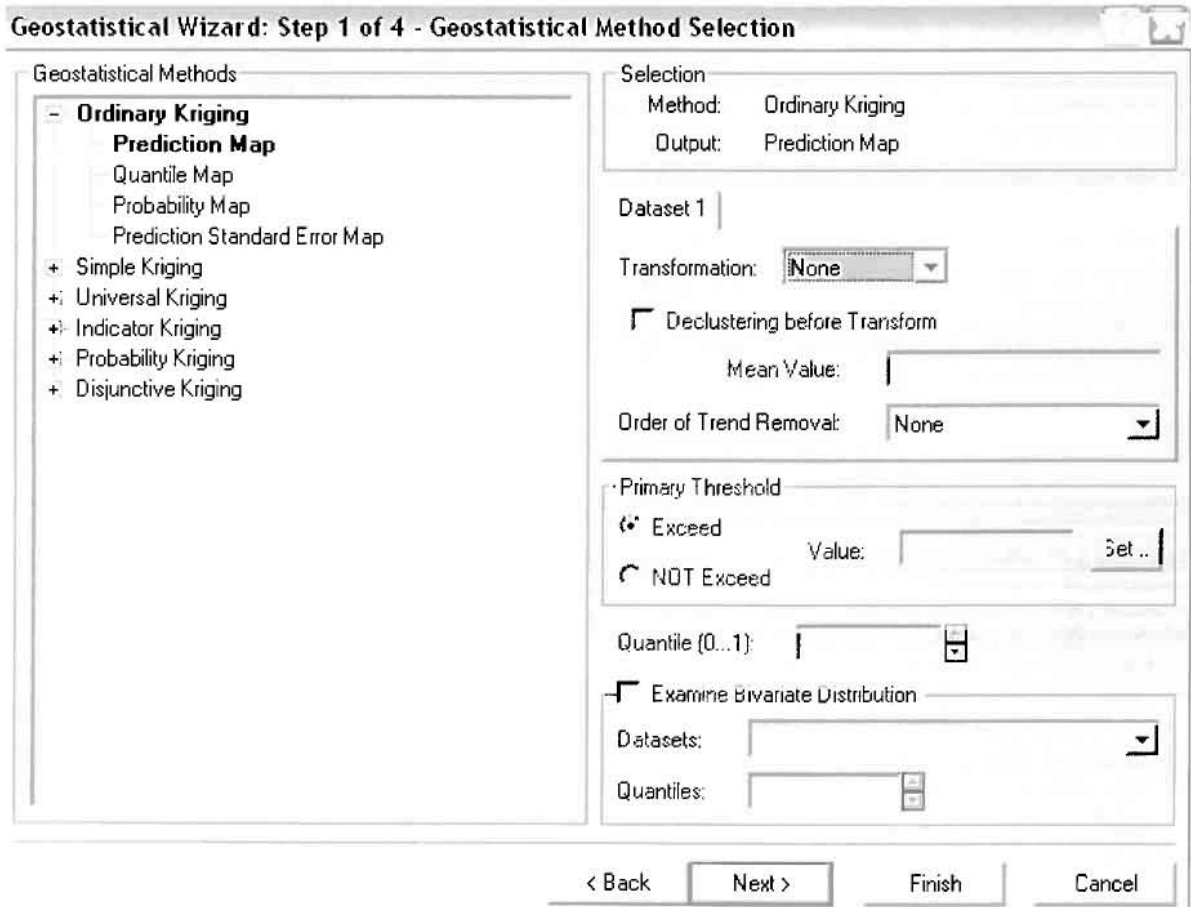 Geostatistical Wizard: Step 1 of 4 - Geostatistical Method Selection
Geostatistical Methods
Ordinary Kriging
Prediction Map
Quantile Map
Probability Map
Prediction Standard Error Map
Simple Kriging
Universal Kriging
Indicator Kriging
Probability Kriging
Disjunctive Kriging
Selection
Method: Ordinary Kriging
Output: Prediction Map
Dataset 1
Transformation: None
Declustering before Transform
Mean Value:
Order of Trend Removal: None
Primary Threshold
Exceed
Value:
Set ..
NOT Exceed
Quantile (0...1):
Examine Bivariate Distribution
Datasets:
Quantiles:
< Back Next > Finish Cancel